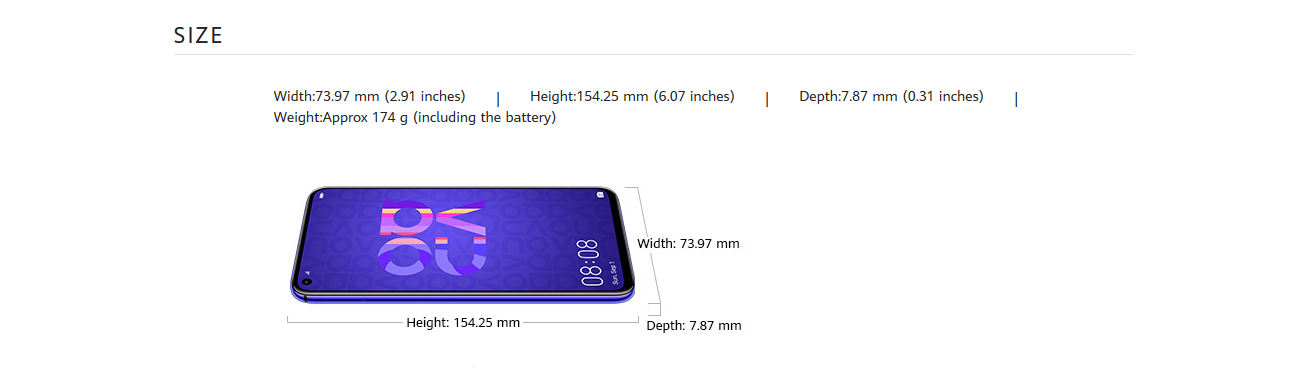 SIZE
Width:73.97 mm (2.91 inches) | Height:154.25 mm (6.07 inches) | Depth:7.87 mm (0.31 inches) |
Weight:Approx 174 g (including the battery)
08:08
Sun, Sep 1
Width: 73.97 mm
Height: 154.25 mm
Depth: 7.87 mm